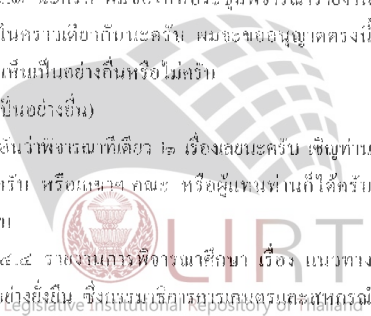 ในคราวเดียวกันนะครับ ผมจะขออนุญาตตรงนี้
เห็นเป็นอย่างอื่นหรือไม่ครับ
เป็นอย่างอื่น)
ว่าพิจารณาทีเดียว ๒ เรื่องเลยนะครับ เชิญท่าน
ครับ หรือ คณะ หรือผู้แทนท่านก็ได้ครับ
๔.๔ รายงานการพิจารณาศึกษา เรื่อง แนวทาง
อย่างยั่งยืน ซึ่งกรรมาธิการการเกษตรและสหกรณ์
LIRT
Legislative Institutional Repository of Thailand